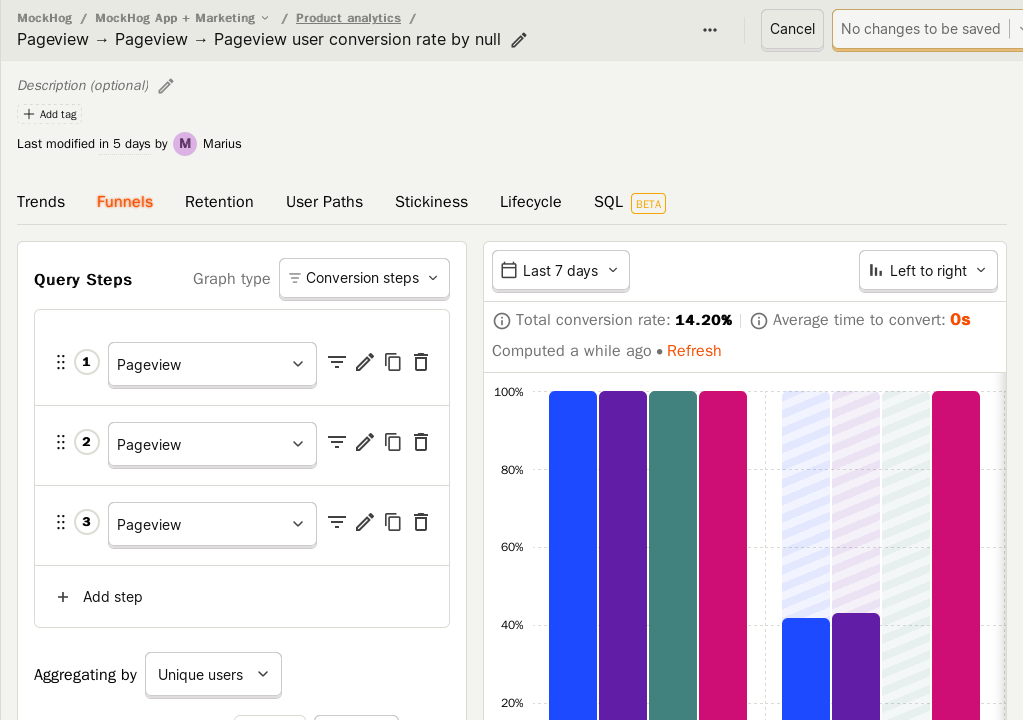 MockHog / MockHog App + Marketing / Product analytics /
Pageview → Pageview → Pageview user conversion rate by null
Cancel
No changes to be saved
Description (optional)
+ Add tag
Last modified in 5 days by M Marius
Trends Funnels Retention User Paths Stickiness Lifecycle SQL BETA
Query Steps Graph type Conversion steps
1 Pageview
2 Pageview
3 Pageview
+ Add step
Aggregating by Unique users
Last 7 days Left to right
Total conversion rate: 14.20% Average time to convert: 0s
Computed a while ago • Refresh
100%
80%
60%
40%
20%